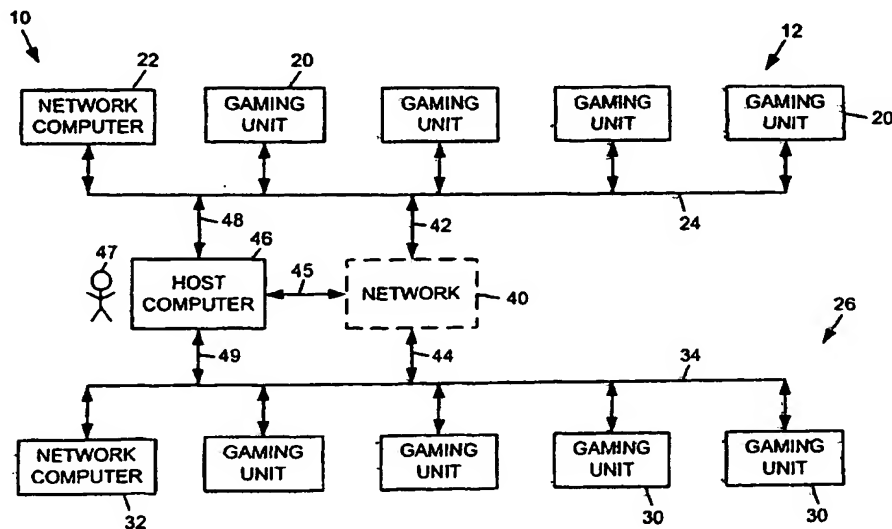 10
22
20
12
NETWORK COMPUTER
GAMING UNIT
GAMING UNIT
GAMING UNIT
GAMING UNIT
20
24
48
42
47
46
45
HOST COMPUTER
NETWORK
40
26
49
44
34
NETWORK COMPUTER
GAMING UNIT
GAMING UNIT
GAMING UNIT
GAMING UNIT
32
30
30